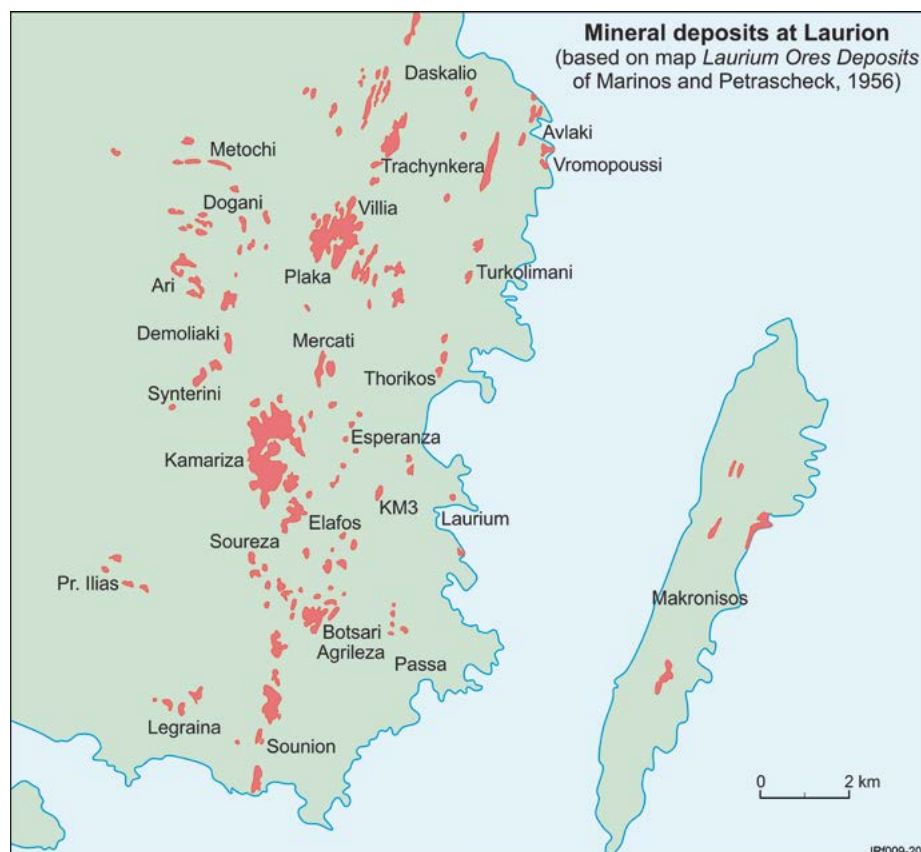 Mineral deposits at Laurion
(based on map Laurium Ores Deposits
of Marinos and Petrascheck, 1956)
Daskalio
Avlaki
Metochi
Trachynkera
Vromopoussi
Dogani
Villia
Ari
Plaka
Turkolimani
Demoliaki
Mercati
Thorikos
Synterini
Esperanza
Kamariza
KM3
Laurium
Elafos
Soureza
Pr. Ilias
Makronisos
Botsari
Agrileza
Passa
Legraina
Sounion
0 2 km